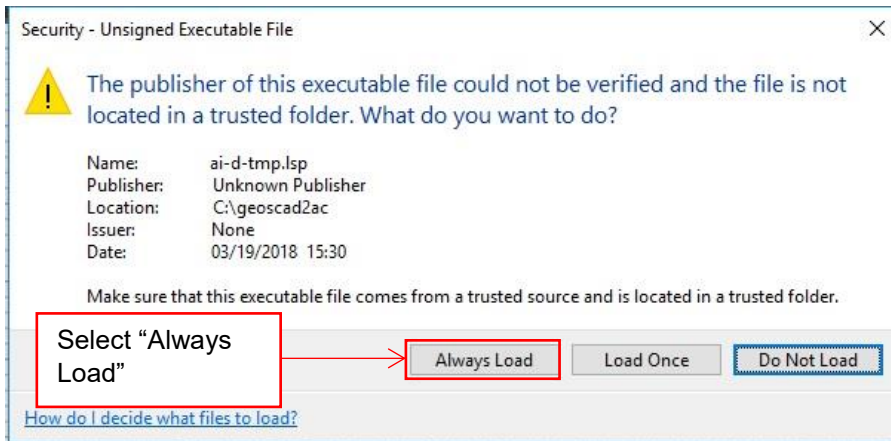 Security - Unsigned Executable File
The publisher of this executable file could not be verified and the file is not
located in a trusted folder. What do you want to do?
Name: ai-d-tmp.lsp
Publisher: Unknown Publisher
Location: C:\geoscad2ac
Issuer: None
Date: 03/19/2018 15:30
Make sure that this executable file comes from a trusted source and is located in a trusted folder.
Select “Always
Load”
Always Load Load Once Do Not Load
How do I decide what files to load?